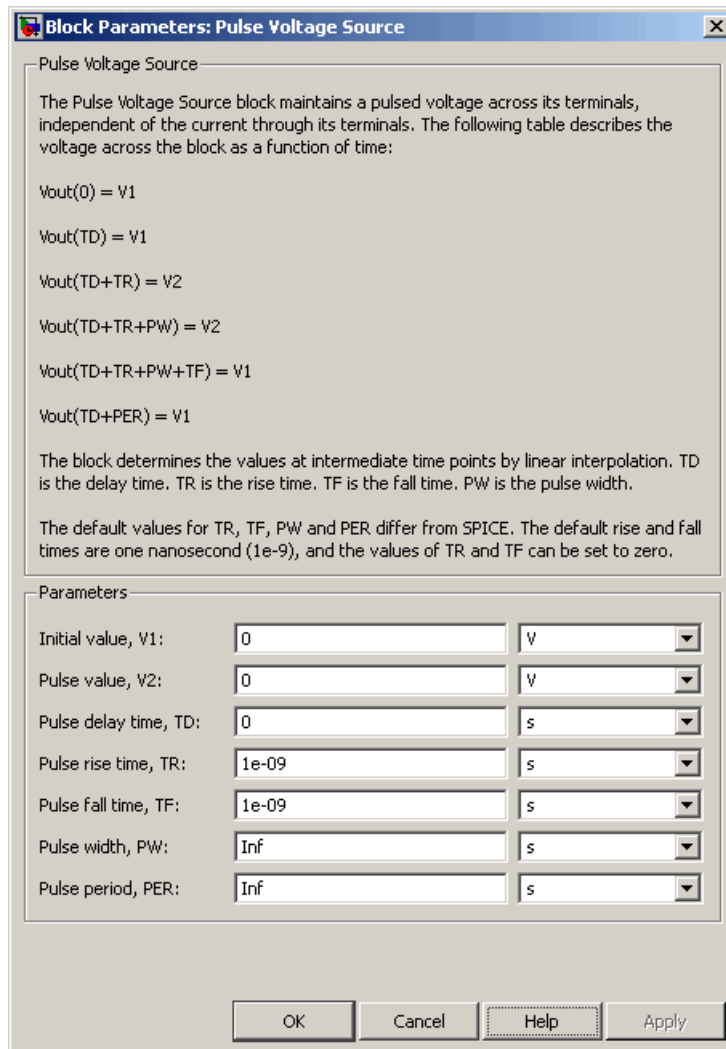 Block Parameters: Pulse Voltage Source
Pulse Voltage Source
The Pulse Voltage Source block maintains a pulsed voltage across its terminals,
independent of the current through its terminals. The following table describes the
voltage across the block as a function of time:
Vout(0) = V1
Vout(TD) = V1
Vout(TD+TR) = V2
Vout(TD+TR+PW) = V2
Vout(TD+TR+PW+TF) = V1
Vout(TD+PER) = V1
The block determines the values at intermediate time points by linear interpolation. TD
is the delay time. TR is the rise time. TF is the fall time. PW is the pulse width.
The default values for TR, TF, PW and PER differ from SPICE. The default rise and fall
times are one nanosecond (1e-9), and the values of TR and TF can be set to zero.
Parameters
Initial value, V1: 0 V
Pulse value, V2: 0 V
Pulse delay time, TD: 0 s
Pulse rise time, TR: 1e-09 s
Pulse fall time, TF: 1e-09 s
Pulse width, PW: Inf s
Pulse period, PER: Inf s
OK Cancel Help Apply